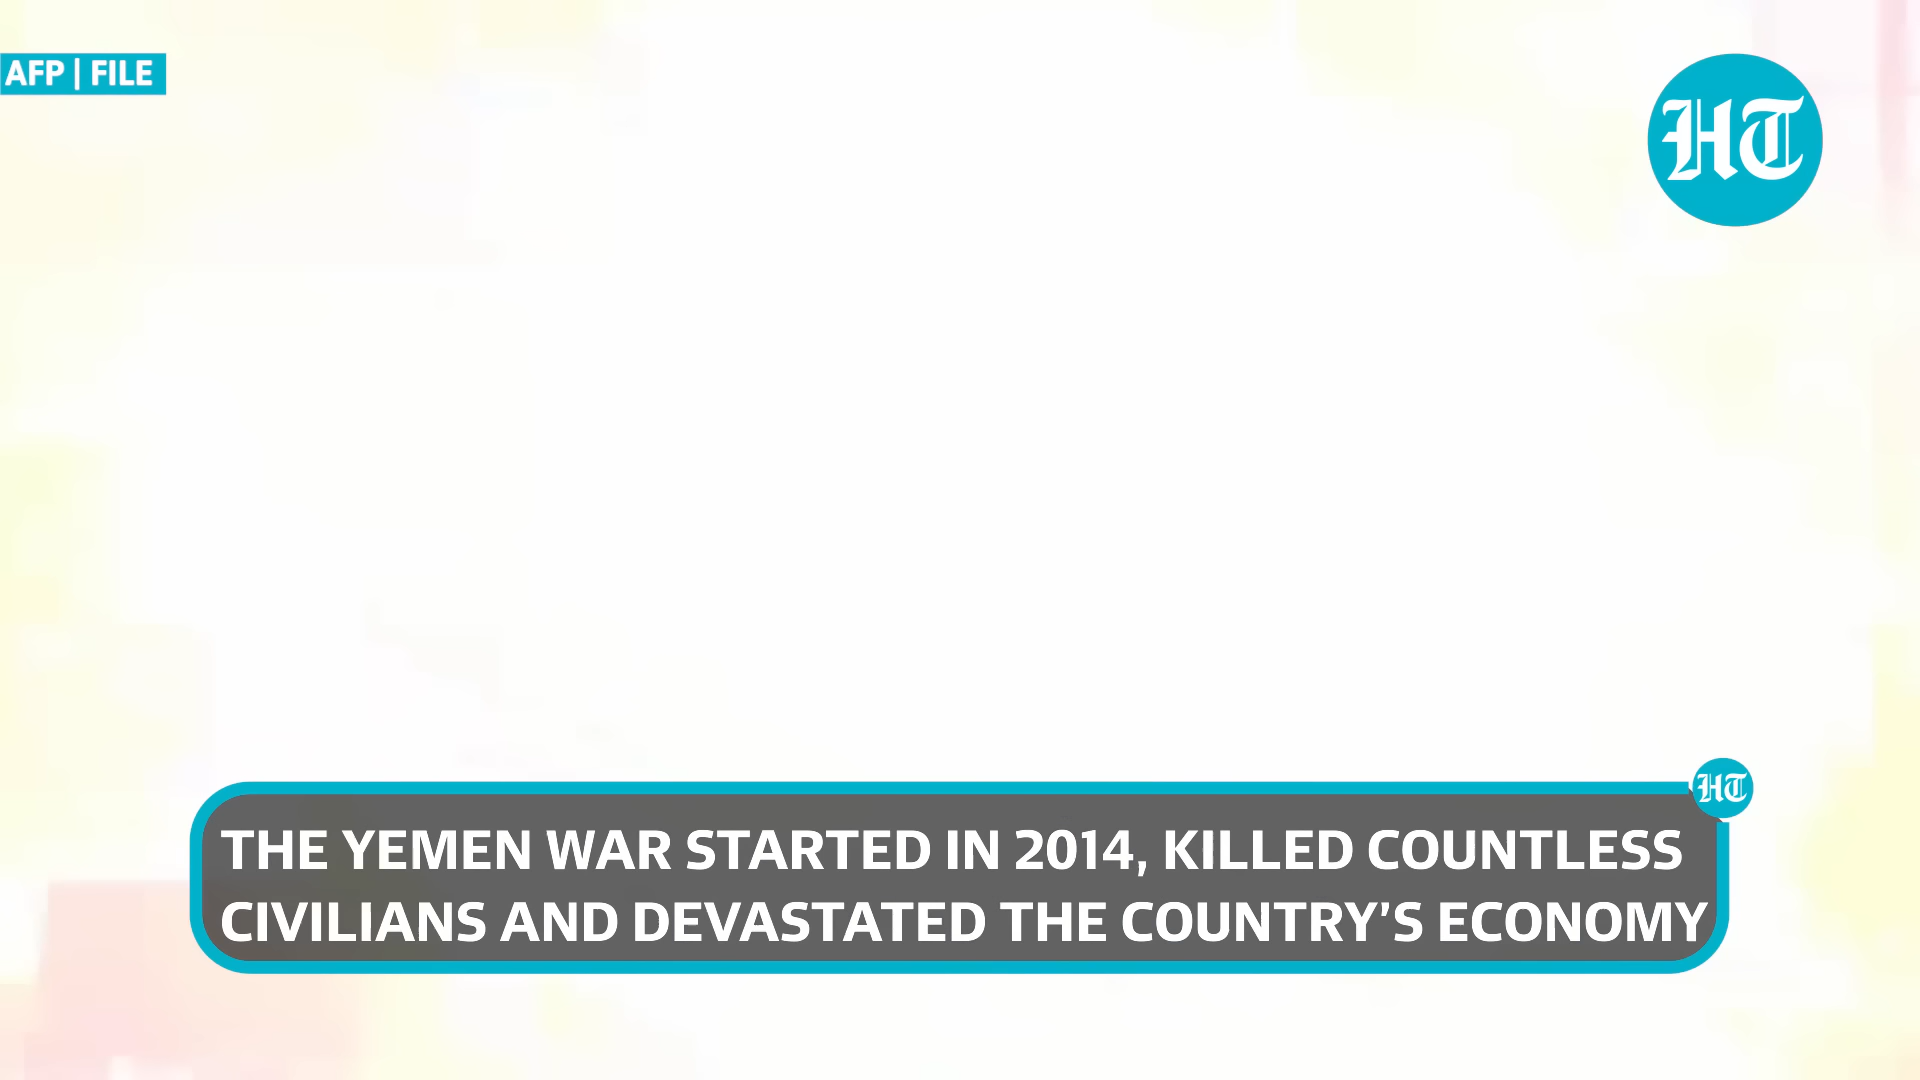 AFP | FILE
HT
HT
THE YEMEN WAR STARTED IN 2014, KILLED COUNTLESS
CIVILIANS AND DEVASTATED THE COUNTRY'S ECONOMY